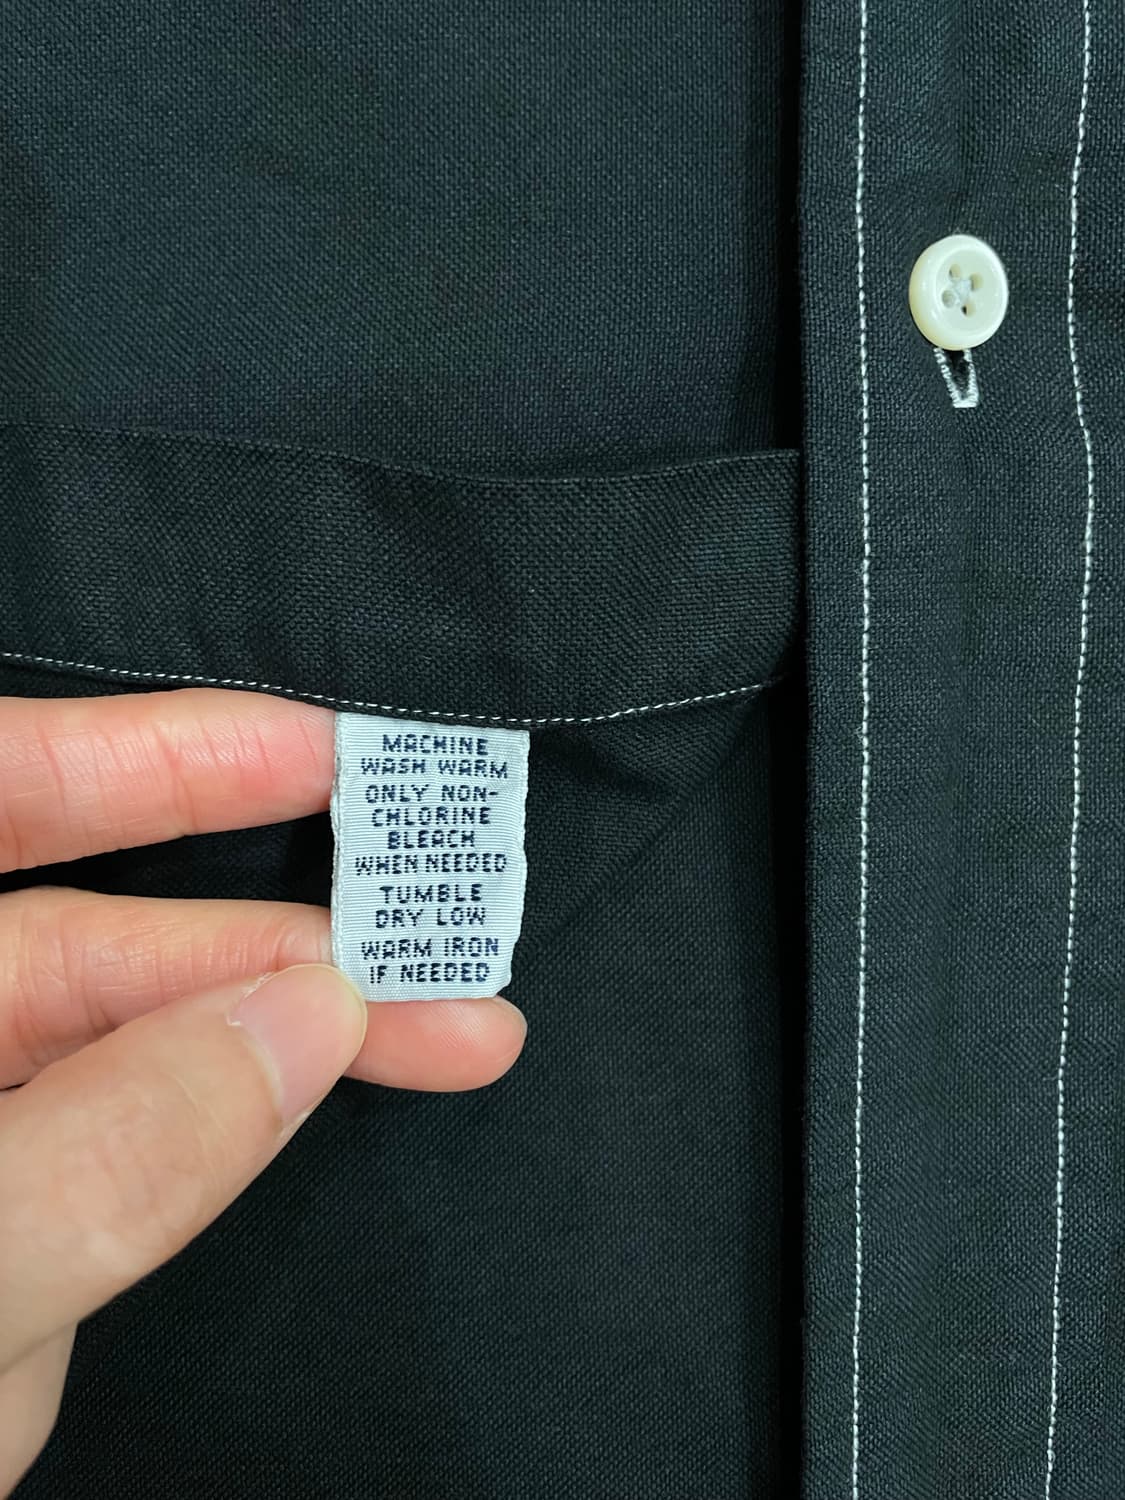 MACHINE
WASH WARM
ONLY NON-
CHLORINE
BLEACH
WHEN NEEDED
TUMBLE
DRY LOW
WARM IRON
IF NEEDED